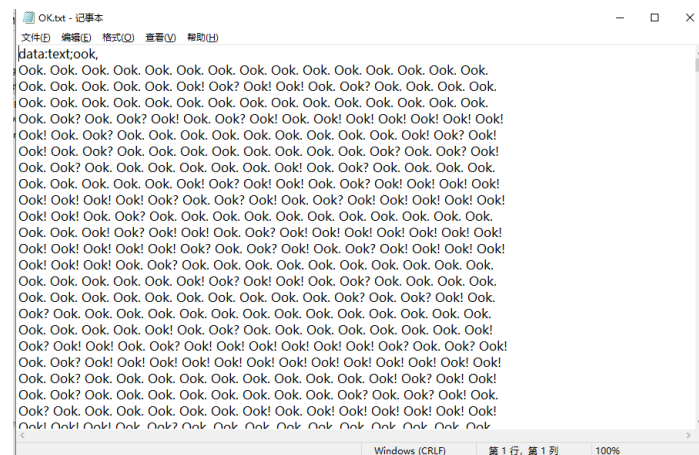 OK.txt - 记事本
文件(F) 编辑(E) 格式(O) 查看(V) 帮助(H)
data:text;ook,
Ook. Ook. Ook. Ook. Ook. Ook. Ook. Ook. Ook. Ook. Ook. Ook. Ook. Ook. Ook.
Ook. Ook. Ook. Ook. Ook. Ook! Ook? Ook! Ook! Ook. Ook? Ook. Ook. Ook. Ook.
Ook. Ook. Ook. Ook. Ook. Ook. Ook. Ook. Ook. Ook. Ook. Ook. Ook. Ook. Ook.
Ook. Ook? Ook. Ook? Ook! Ook. Ook? Ook! Ook. Ook! Ook! Ook! Ook! Ook! Ook!
Ook! Ook. Ook? Ook. Ook. Ook. Ook. Ook. Ook. Ook. Ook. Ook. Ook! Ook? Ook!
Ook! Ook. Ook? Ook. Ook. Ook. Ook. Ook. Ook. Ook. Ook. Ook? Ook. Ook? Ook!
Ook. Ook? Ook. Ook. Ook. Ook. Ook. Ook. Ook! Ook. Ook? Ook. Ook. Ook. Ook.
Ook. Ook. Ook. Ook. Ook. Ook! Ook? Ook! Ook! Ook. Ook? Ook! Ook! Ook! Ook!
Ook! Ook! Ook! Ook! Ook? Ook. Ook? Ook! Ook. Ook? Ook! Ook! Ook! Ook! Ook!
Ook! Ook! Ook. Ook? Ook. Ook. Ook. Ook. Ook. Ook. Ook. Ook. Ook. Ook. Ook.
Ook. Ook. Ook! Ook? Ook! Ook! Ook. Ook? Ook! Ook! Ook! Ook! Ook! Ook! Ook!
Ook! Ook! Ook! Ook! Ook! Ook? Ook. Ook? Ook! Ook. Ook? Ook! Ook! Ook! Ook!
Ook! Ook! Ook! Ook. Ook? Ook. Ook. Ook. Ook. Ook. Ook. Ook. Ook. Ook. Ook.
Ook. Ook. Ook. Ook. Ook. Ook! Ook? Ook! Ook! Ook. Ook? Ook. Ook. Ook. Ook.
Ook. Ook. Ook. Ook. Ook. Ook. Ook. Ook. Ook. Ook. Ook? Ook. Ook? Ook! Ook.
Ook? Ook. Ook. Ook. Ook. Ook. Ook. Ook. Ook. Ook. Ook. Ook. Ook. Ook. Ook.
Ook. Ook. Ook. Ook. Ook! Ook. Ook? Ook. Ook. Ook. Ook. Ook. Ook. Ook. Ook!
Ook? Ook! Ook! Ook. Ook? Ook! Ook! Ook! Ook! Ook! Ook! Ook? Ook. Ook? Ook!
Ook. Ook? Ook! Ook! Ook! Ook! Ook! Ook! Ook! Ook! Ook! Ook! Ook! Ook! Ook!
Ook. Ook? Ook. Ook. Ook. Ook. Ook. Ook. Ook. Ook. Ook. Ook! Ook? Ook! Ook!
Ook. Ook? Ook. Ook. Ook. Ook. Ook. Ook. Ook. Ook. Ook? Ook. Ook? Ook! Ook.
Ook? Ook. Ook. Ook. Ook. Ook. Ook. Ook. Ook! Ook. Ook! Ook! Ook! Ook! Ook!
Windows (CRLF) 第 1 行，第 1 列 100%